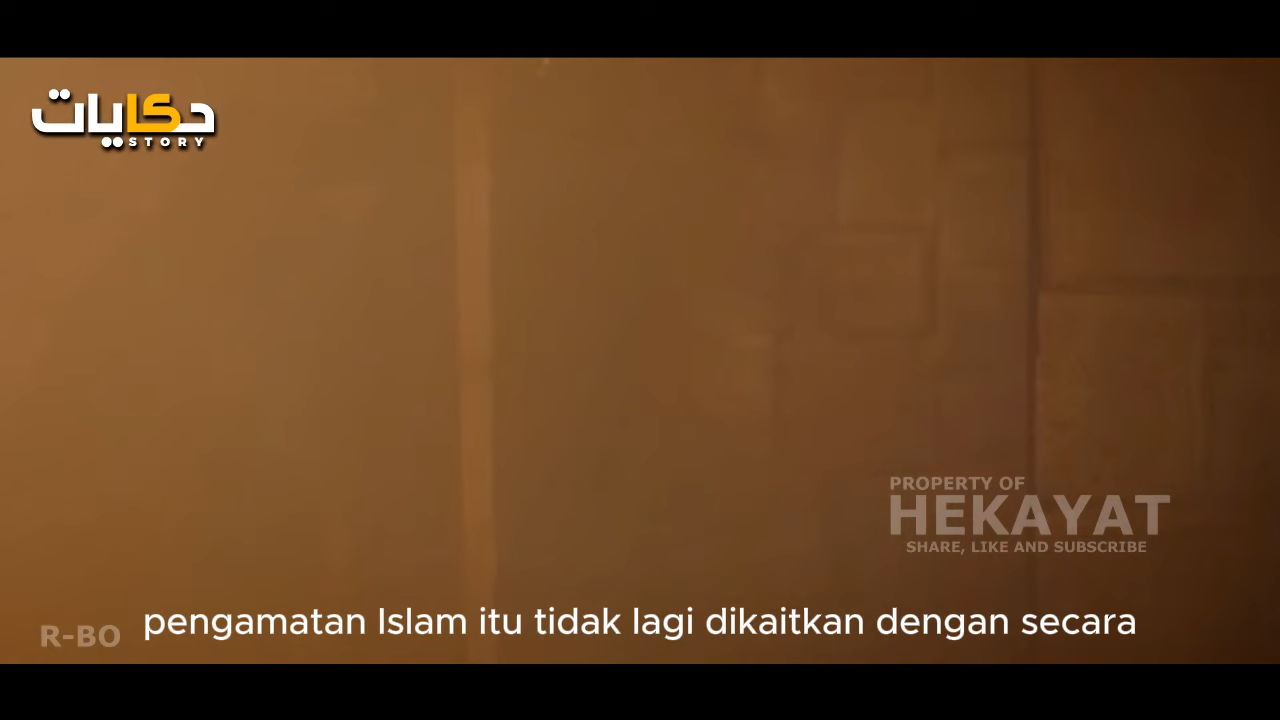 حكايات
STORY
PROPERTY OF
HEKAYAT
SHARE, LIKE AND SUBSCRIBE
R-BO
pengamatan Islam itu tidak lagi dikaitkan dengan secara